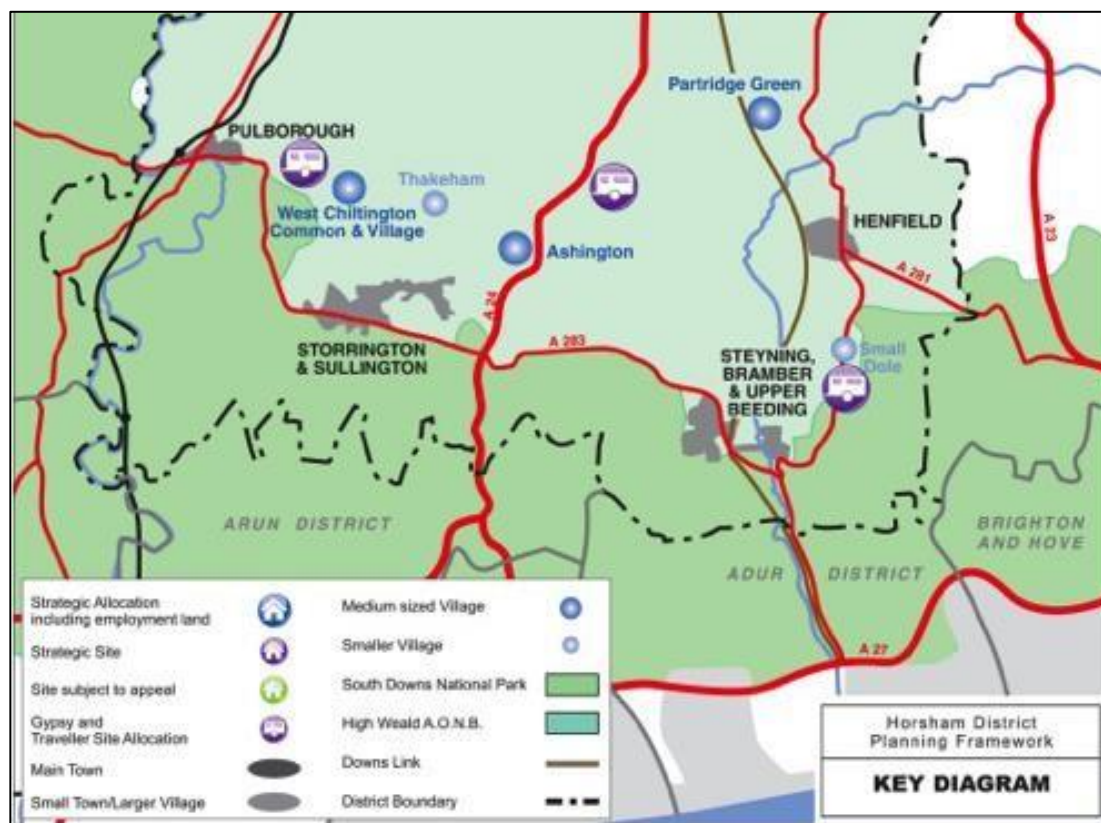 Partridge Green
PULBOROUGH
Thakeham
West Chiltington
Common & Village
HENFIELD
A 23
Ashington
A 281
A 24
A 283
STORRINGTON
& SULLINGTON
STEYNING,
BRAMBER
& UPPER
BEEDING
Small
Dole
ARUN DISTRICT
BRIGHTON
AND HOVE
ADUR DISTRICT
A 27
Strategic Allocation
including employment land
Strategic Site
Site subject to appeal
Gypsy and
Traveller Site Allocation
Main Town
Small Town/Larger Village
Medium sized Village
Smaller Village
South Downs National Park
High Weald A.O.N.B.
Downs Link
District Boundary
Horsham District
Planning Framework
KEY DIAGRAM